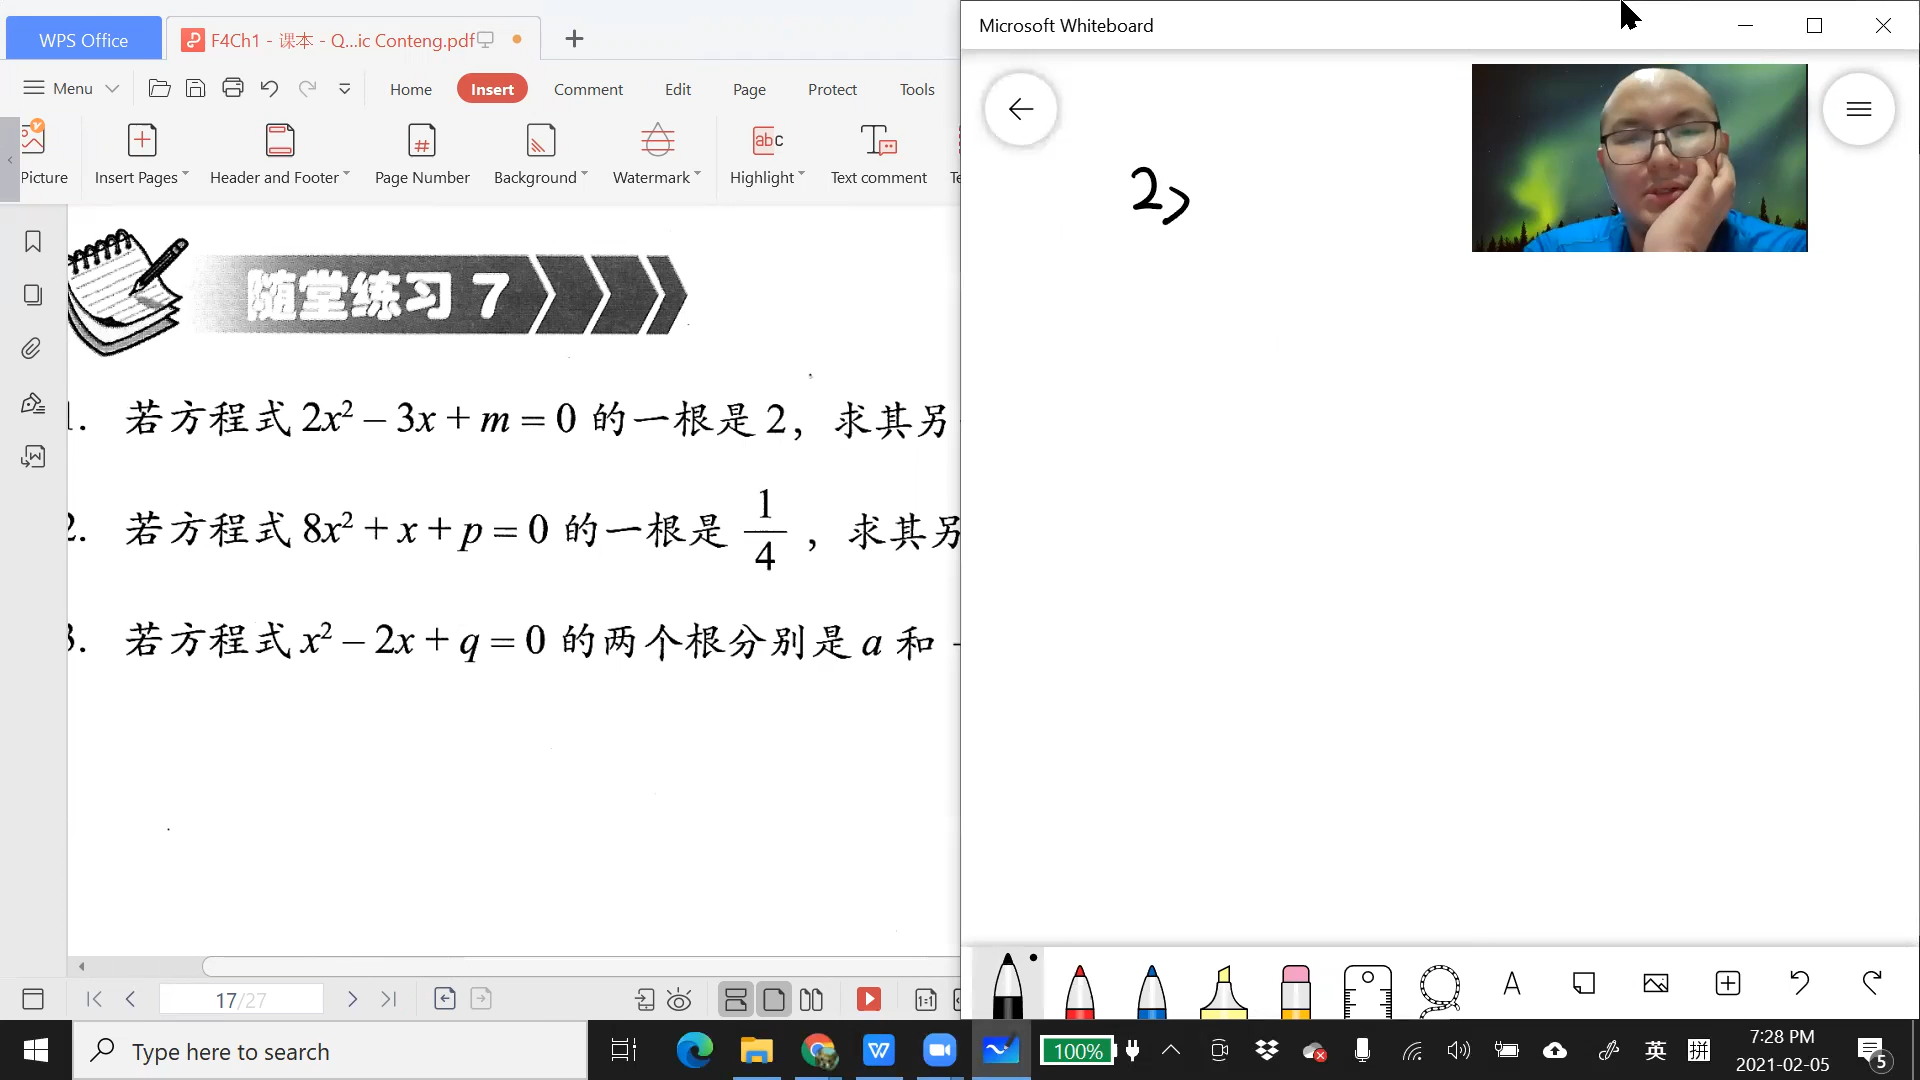 WPS Office
F4Ch1 - 课本 - Q...ic Conteng.pdf
Microsoft Whiteboard
Menu
Home
Insert
Comment
Edit
Page
Protect
Tools
Picture
Insert Pages
Header and Footer
Page Number
Background
Watermark
Highlight
Text comment
随堂练习 7
1. 若方程式 2x² – 3x + m = 0 的一根是 2，求其另
2. 若方程式 8x² + x + p = 0 的一根是 1/4，求其另
3. 若方程式 x² – 2x + q = 0 的两个根分别是 a 和
2>
17/27
Type here to search
100%
英
拼
7:28 PM
2021-02-05
5